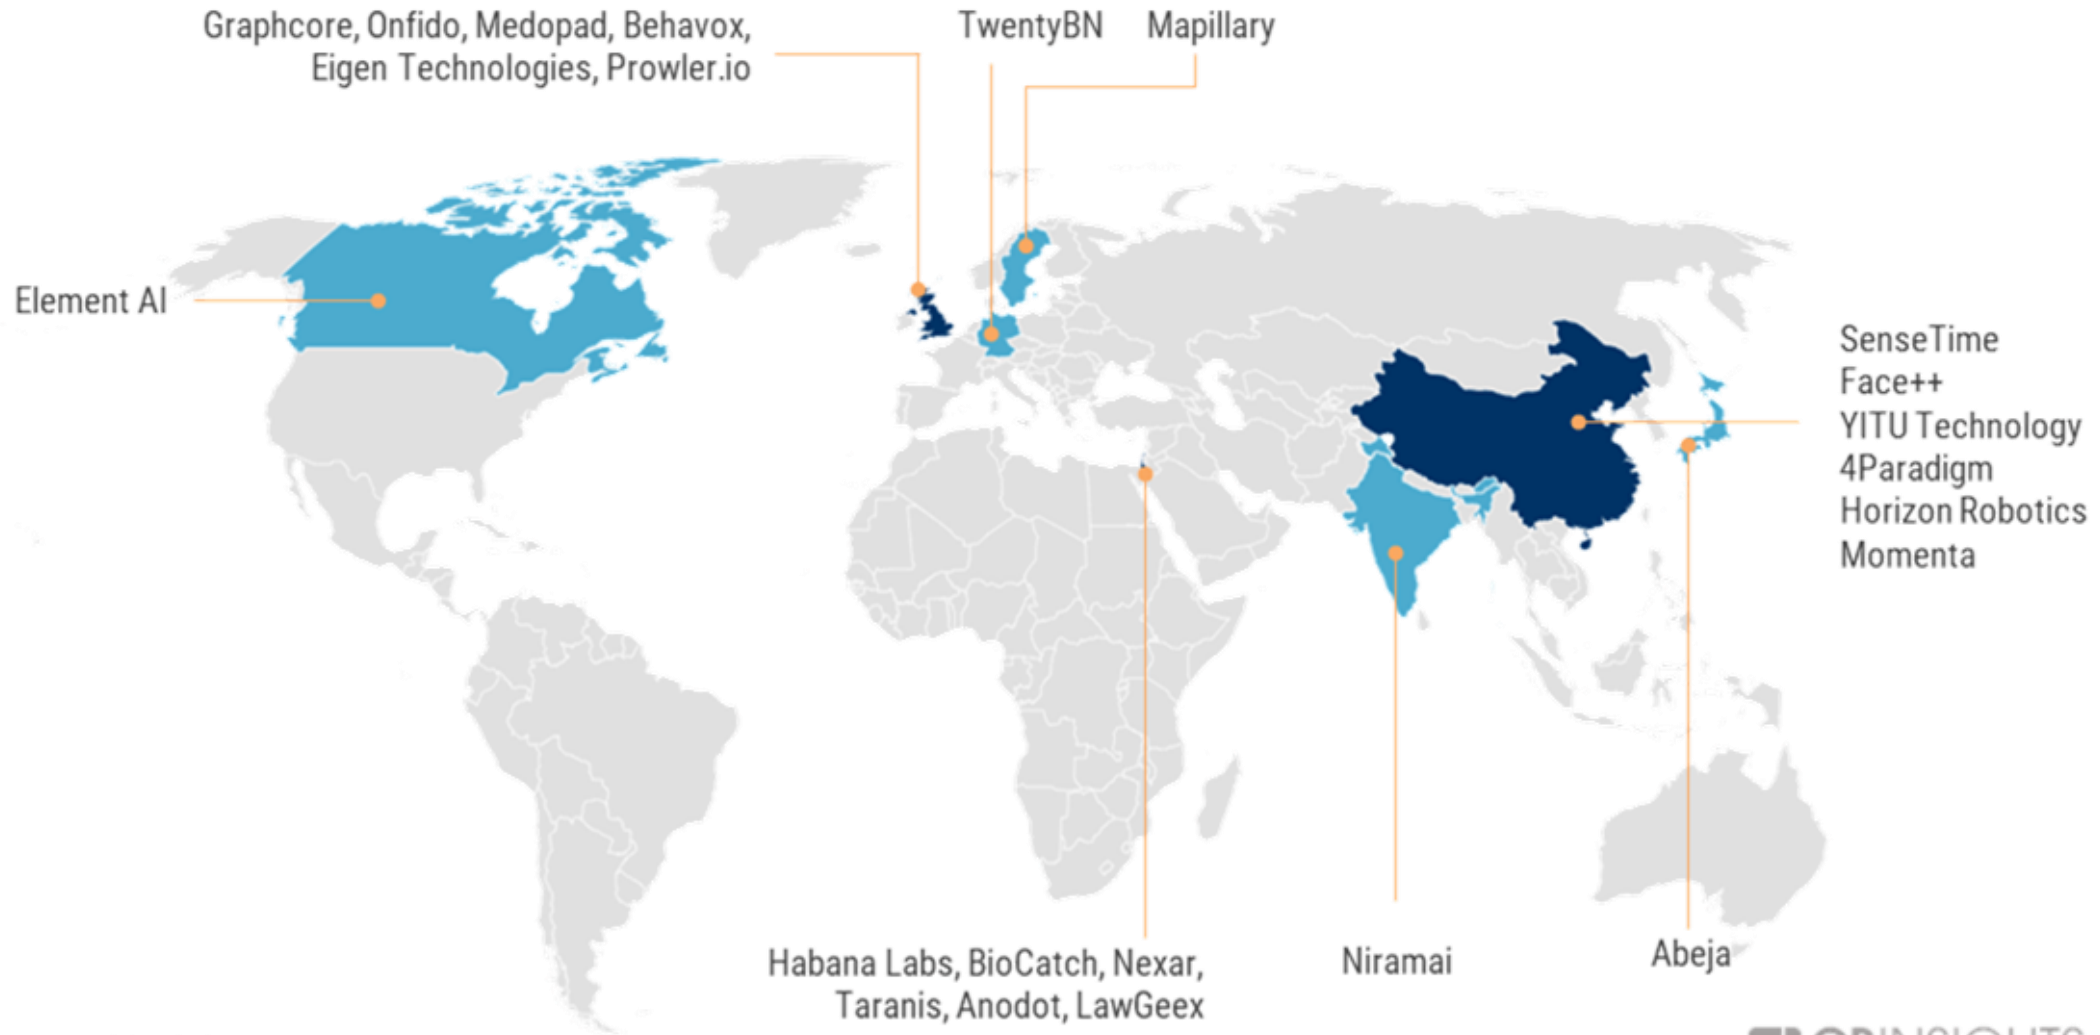 Graphcore, Onfido, Medopad, Behavox,
Eigen Technologies, Prowler.io
TwentyBN
Mapillary
Element AI
SenseTime
Face++
YITU Technology
4Paradigm
Horizon Robotics
Momenta
Habana Labs, BioCatch, Nexar,
Taranis, Anodot, LawGeex
Niramai
Abeja